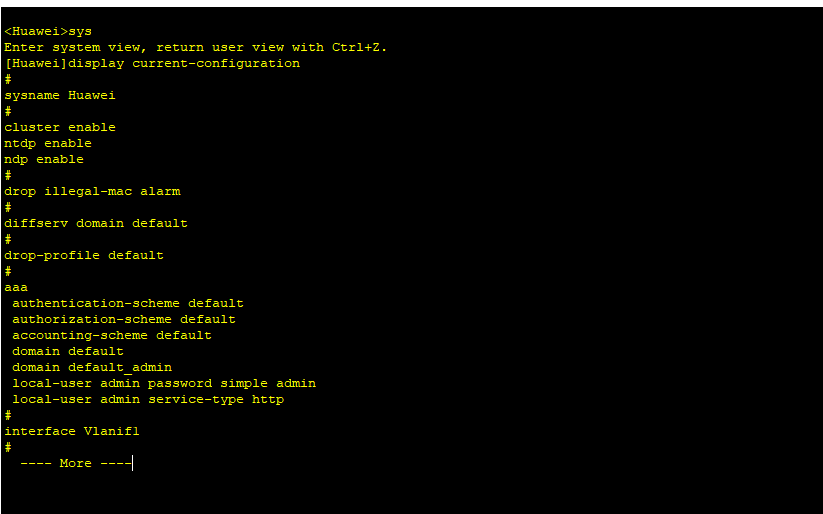 <Huawei>sys
Enter system view, return user view with Ctrl+Z.
[Huawei]display current-configuration
#
sysname Huawei
#
cluster enable
ntdp enable
ndp enable
#
drop illegal-mac alarm
#
diffserv domain default
#
drop-profile default
#
aaa
 authentication-scheme default
 authorization-scheme default
 accounting-scheme default
 domain default
 domain default_admin
 local-user admin password simple admin
 local-user admin service-type http
#
interface Vlanif1
#
  ---- More ----